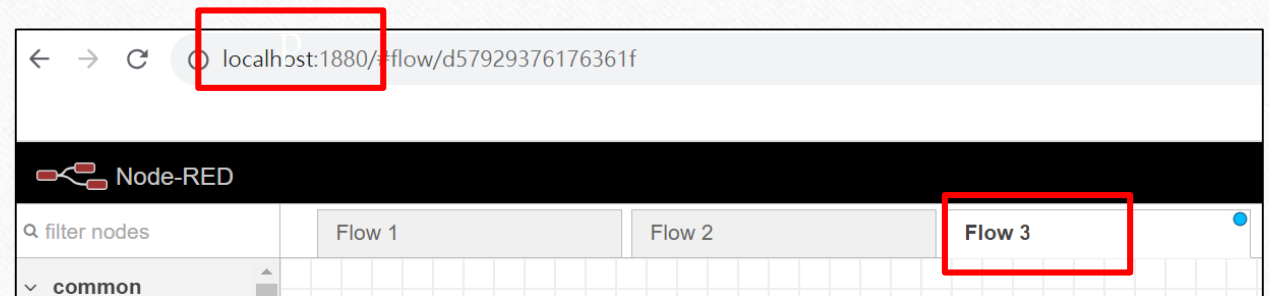 localhost:1880/#flow/d57929376176361f
Node-RED
filter nodes
Flow 1
Flow 2
Flow 3
common